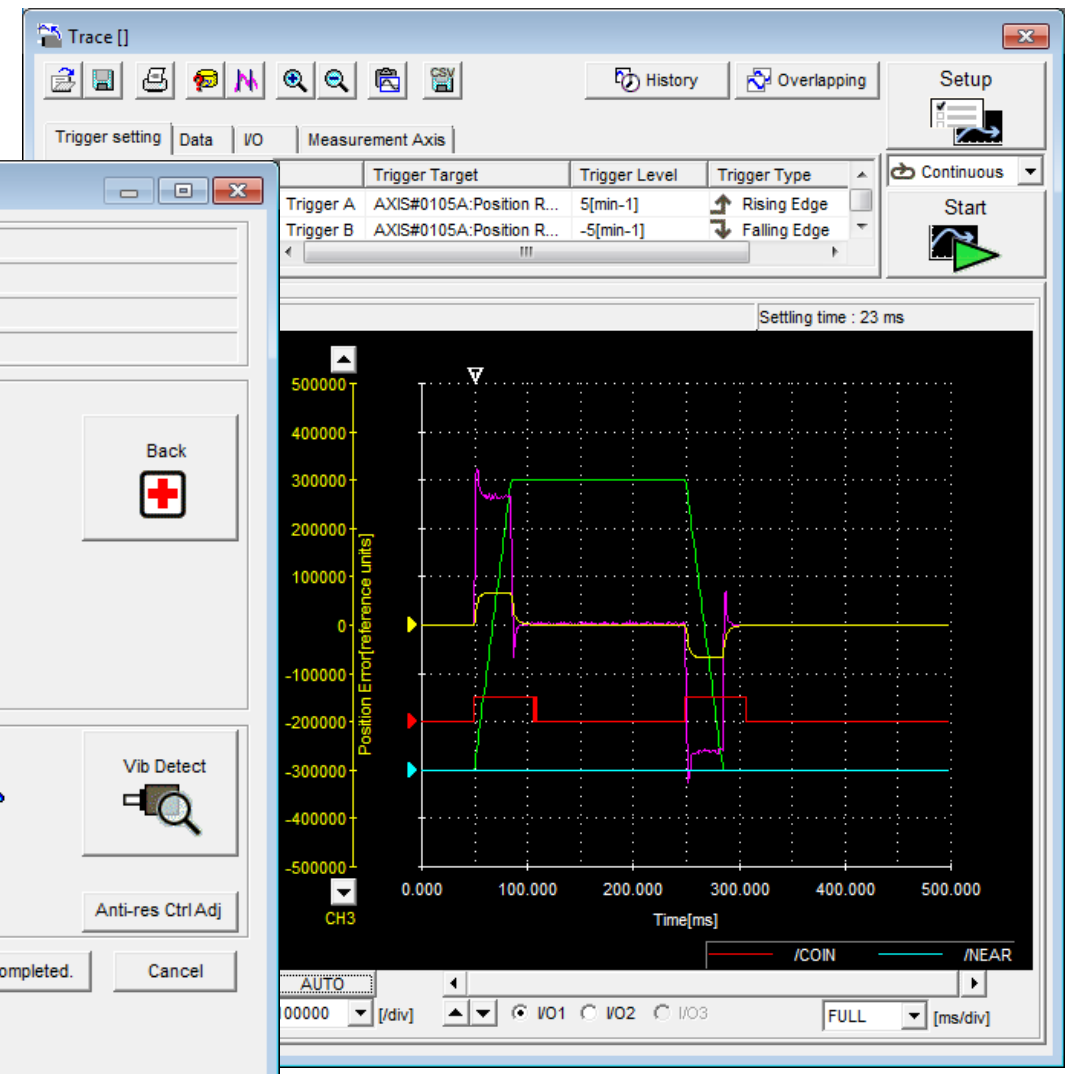 Trace []
CSV
History
Overlapping
Setup
Trigger setting
Data
I/O
Measurement Axis
Trigger Target
Trigger Level
Trigger Type
Continuous
Trigger A
AXIS#0105A:Position R...
5[min-1]
Rising Edge
Start
Trigger B
AXIS#0105A:Position R...
-5[min-1]
Falling Edge
Settling time : 23 ms
T
500000
400000
300000
200000
100000
0
-100000
-200000
-300000
-400000
-500000
Position Error[reference units]
CH3
0.000 100.000 200.000 300.000 400.000 500.000
Time[ms]
/COIN
/NEAR
Back
Vib Detect
Anti-res Ctrl Adj
Cancel
AUTO
[/div]
I/O1
I/O2
I/O3
FULL
[ms/div]